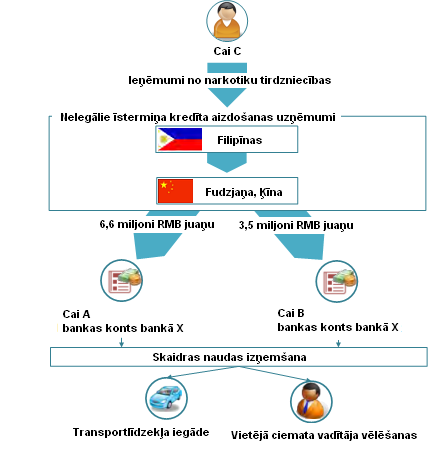 Cai C
Ieņēmumi no narkotiku tirdzniecības
Nelegālie īstermiņa kredīta aizdošanas uzņēmumi
Filipīnas
Fudzjaņa, Ķīna
6,6 miljoni RMB juaņu
3,5 miljoni RMB juaņu
Cai A
bankas konts bankā X
Cai B
bankas konts bankā X
Skaidras naudas izņemšana
Transportlīdzekļa iegāde
Vietējā ciemata vadītāja vēlēšanas